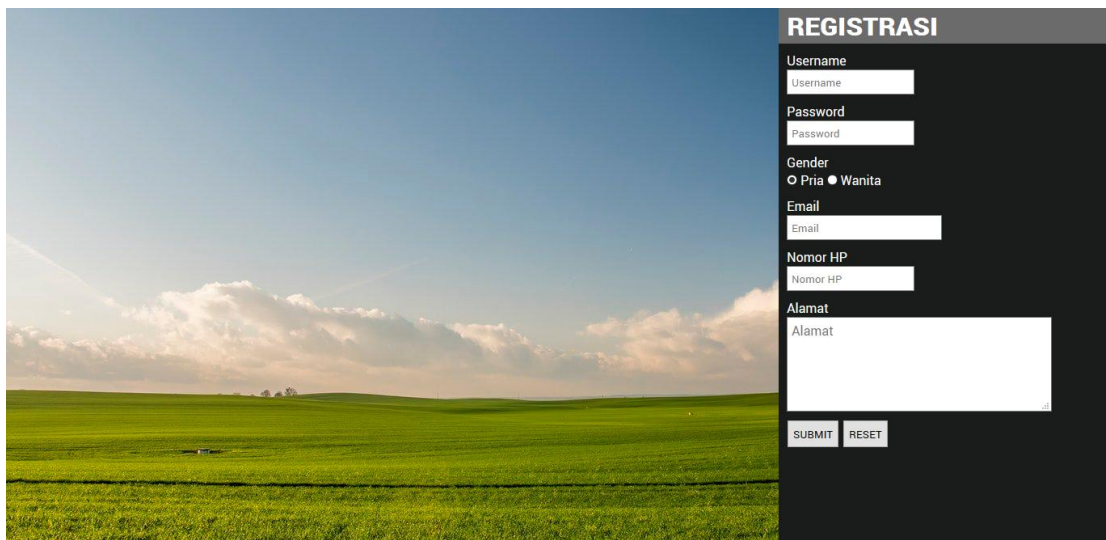 REGISTRASI
Username
Username
Password
Password
Gender
Pria Wanita
Email
Email
Nomor HP
Nomor HP
Alamat
Alamat
SUBMIT RESET